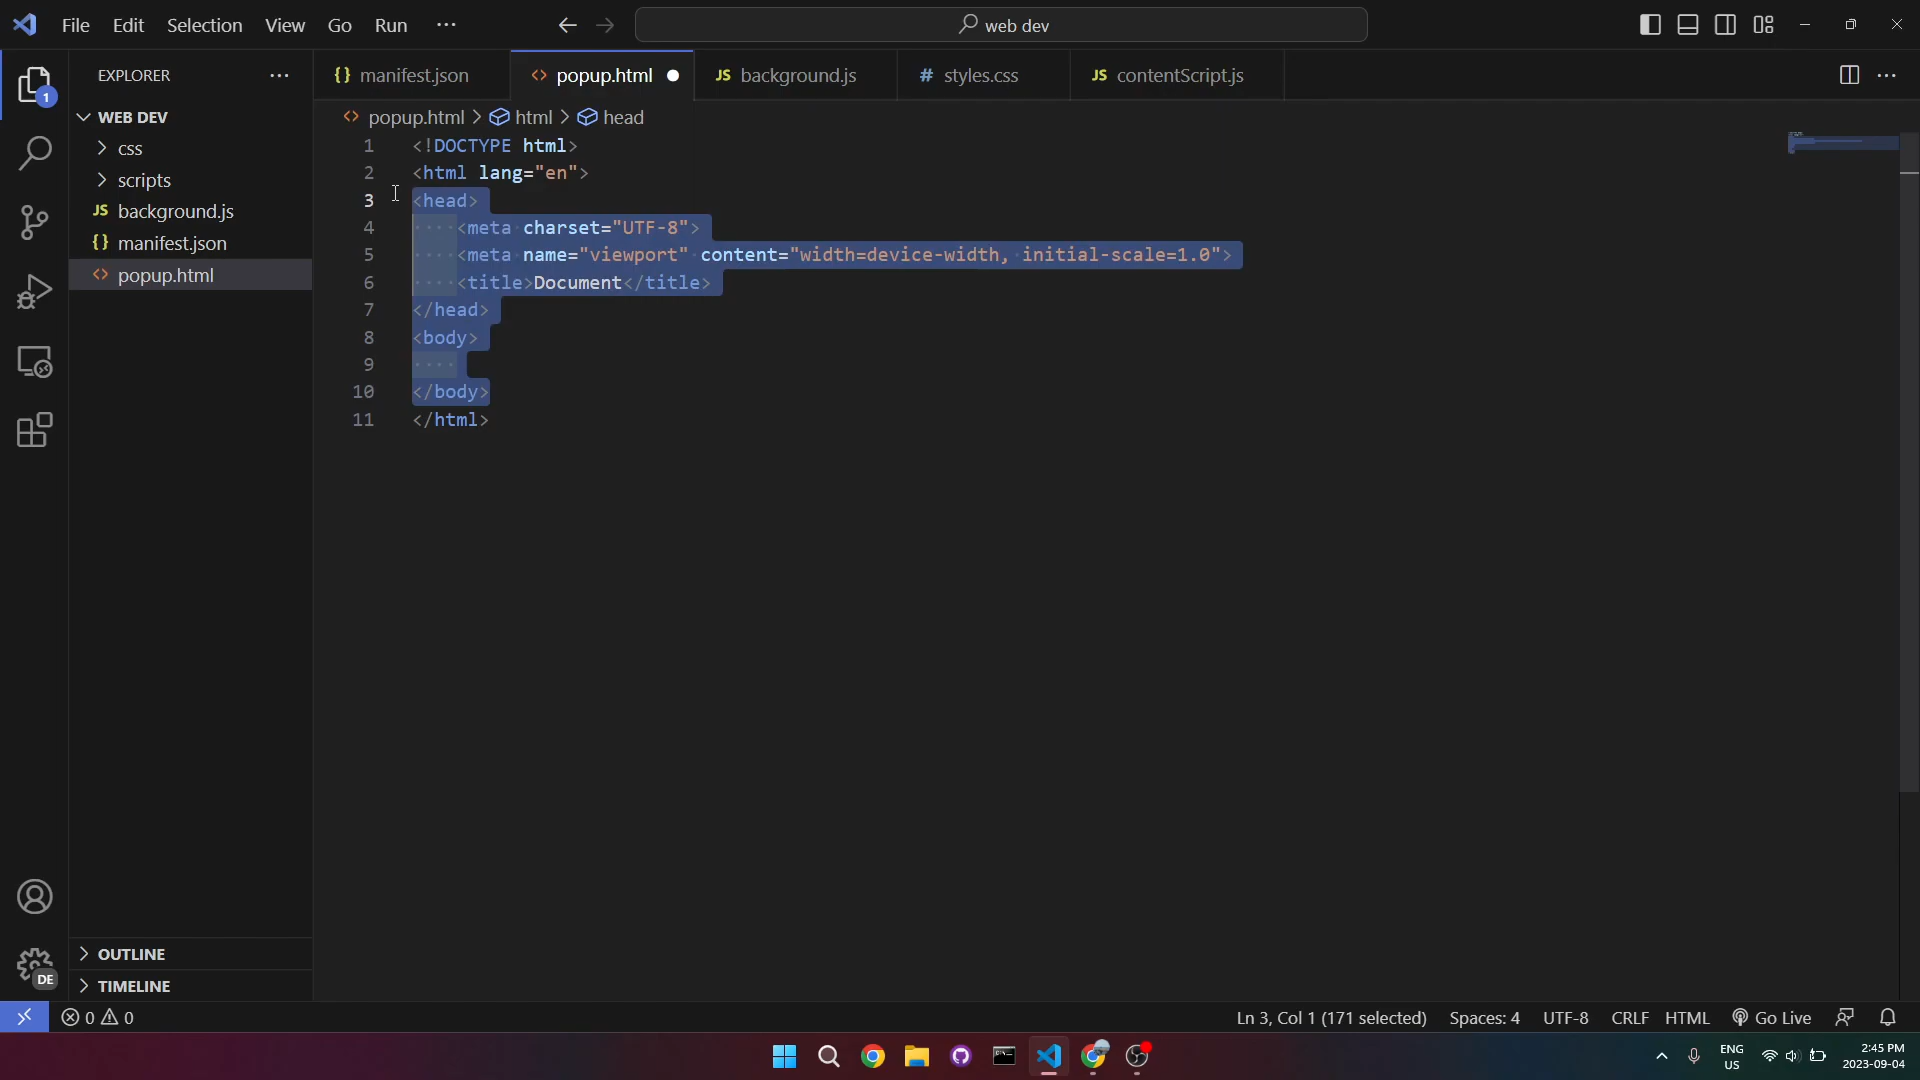 File Edit Selection View Go Run ··· web dev
EXPLORER ···
manifest.json popup.html background.js styles.css contentScript.js
1
WEB DEV
css
scripts
JS background.js
{} manifest.json
<> popup.html
popup.html > html > head
1 <!DOCTYPE html>
2 <html lang="en">
3 <head>
4 ····<meta·charset="UTF-8">
5 ····<meta·name="viewport"·content="width=device-width,·initial-scale=1.0">
6 ····<title>Document</title>
7 </head>
8 <body>
9 ····
10 </body>
11 </html>
OUTLINE
TIMELINE
DE
0 0 Ln 3, Col 1 (171 selected) Spaces: 4 UTF-8 CRLF HTML Go Live
ENG
US
2:45 PM
2023-09-04